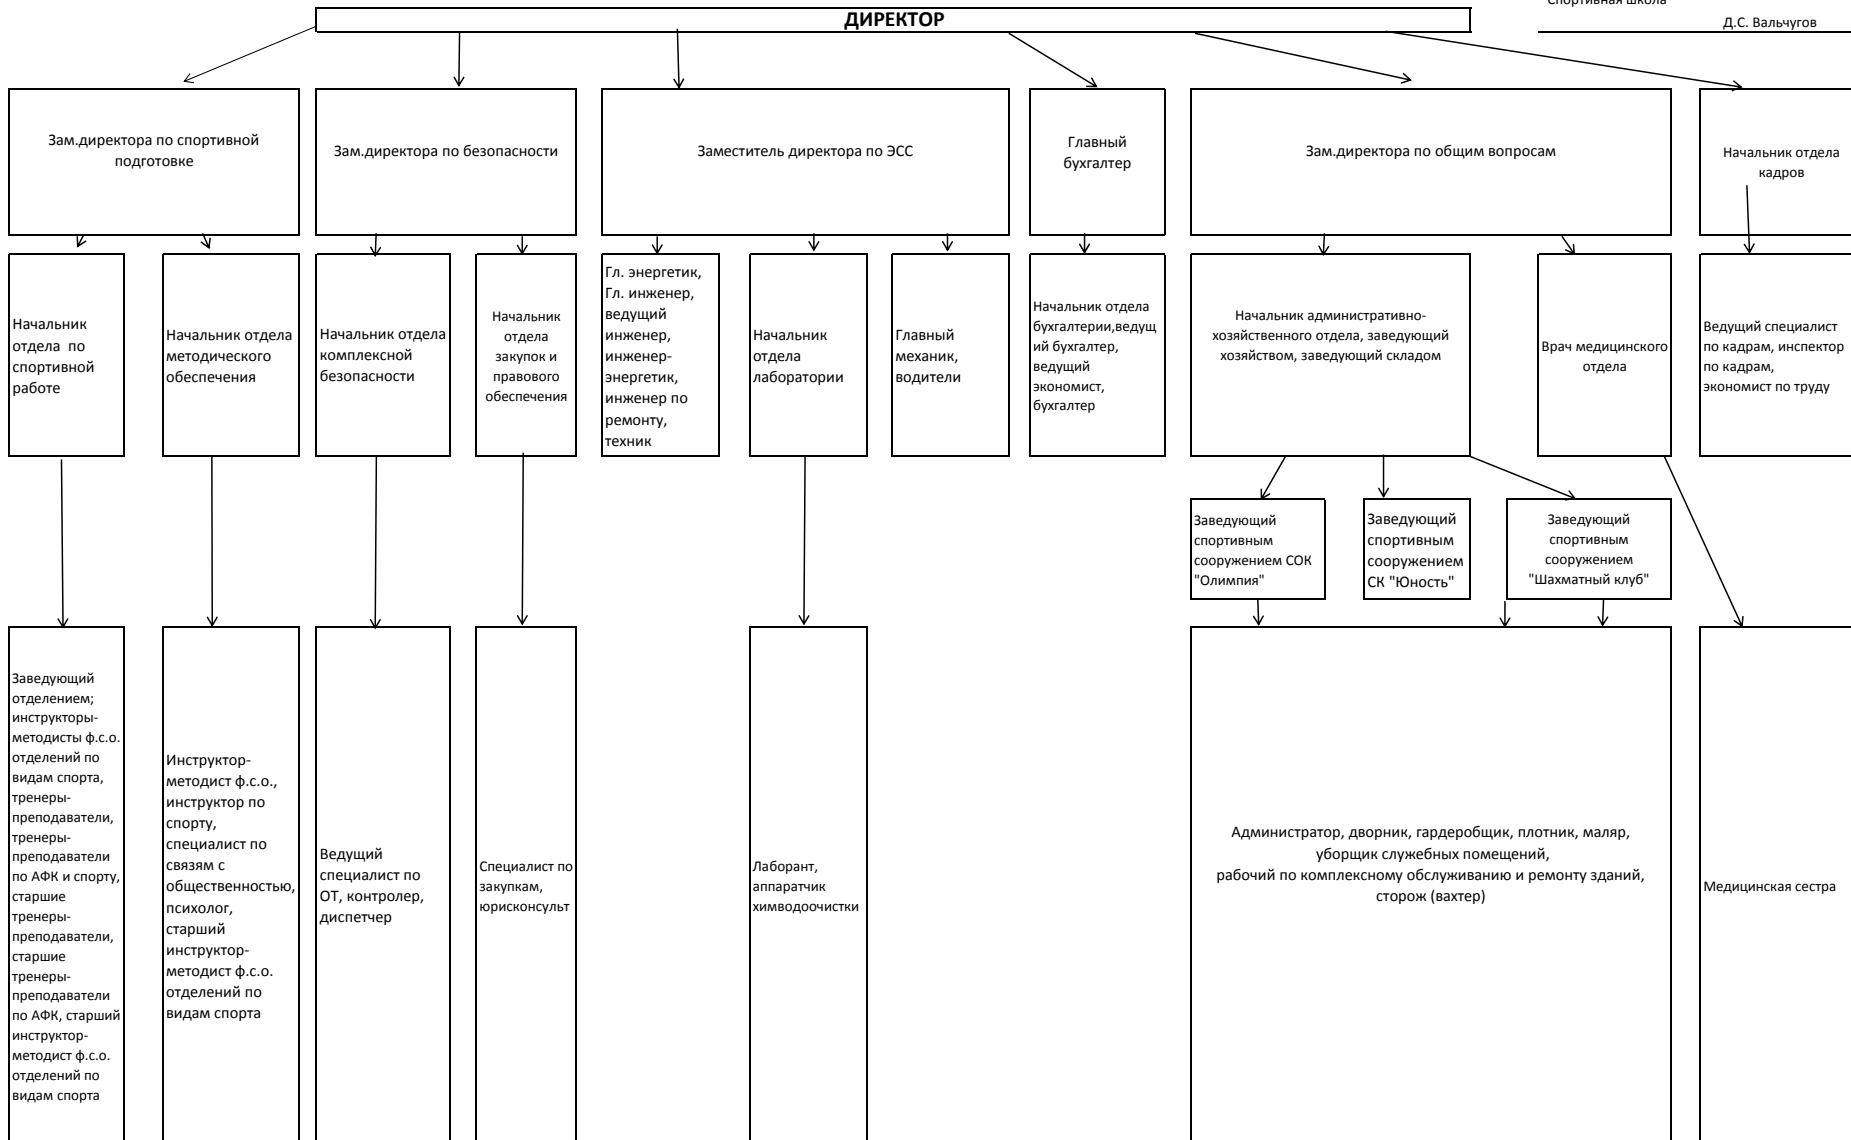 Спортивная школа
ДИРЕКТОР
Д.С. Вальчугов
Зам.директора по спортивной
подготовке
Зам.директора по безопасности
Заместитель директора по ЭСС
Главный
бухгалтер
Зам.директора по общим вопросам
Начальник отдела
кадров
Начальник
отдела по
спортивной
работе
Начальник отдела
методического
обеспечения
Начальник отдела
комплексной
безопасности
Начальник
отдела
закупок и
правового
обеспечения
Гл. энергетик,
Гл. инженер,
ведущий
инженер,
инженер-
энергетик,
инженер по
ремонту,
техник
Начальник
отдела
лаборатории
Главный
механик,
водители
Начальник отдела
бухгалтерии,ведущ
ий бухгалтер,
ведущий
экономист,
бухгалтер
Начальник административно-
хозяйственного отдела, заведующий
хозяйством, заведующий складом
Врач медицинского
отдела
Ведущий специалист
по кадрам, инспектор
по кадрам,
экономист по труду
Заведующий
спортивным
сооружением СОК
"Олимпия"
Заведующий
спортивным
сооружением
СК "Юность"
Заведующий
спортивным
сооружением
"Шахматный клуб"
Заведующий
отделением;
инструкторы-
методисты ф.с.о.
отделений по
видам спорта,
тренеры-
преподаватели,
тренеры-
преподаватели
по АФК и спорту,
старшие
тренеры-
преподаватели,
старшие
тренеры-
преподаватели
по АФК, старший
инструктор-
методист ф.с.о.
отделений по
видам спорта
Инструктор-
методист ф.с.о.,
инструктор по
спорту,
специалист по
связям с
общественностью,
психолог,
старший
инструктор-
методист ф.с.о.
отделений по
видам спорта
Ведущий
специалист по
ОТ, контролер,
диспетчер
Специалист по
закупкам,
юрисконсульт
Лаборант,
аппаратчик
химводоочистки
Администратор, дворник, гардеробщик, плотник, маляр,
уборщик служебных помещений,
рабочий по комплексному обслуживанию и ремонту зданий,
сторож (вахтер)
Медицинская сестра